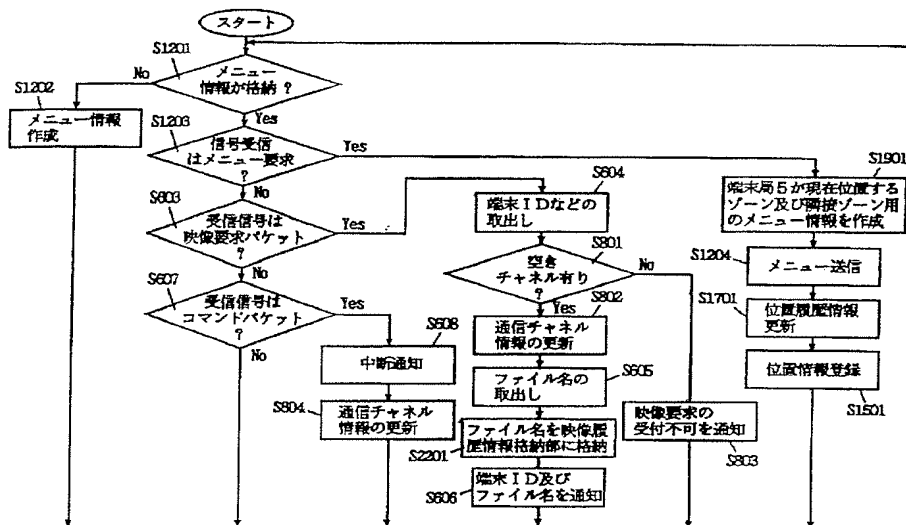 スタート
S1201
メニュー
情報が格納 ?
No
Yes
S1202
メニュー情報
作成
S1203
信号受信
はメニュー要求
?
Yes
No
S603
受信信号は
映像要求パケット
?
Yes
No
S607
受信信号は
コマンドパケット
?
Yes
No
S608
中断通知
S804
通信チャネル
情報の更新
S604
端末IDなどの
取出し
S801
空倉
チャネル有り
?
No
Yes
S802
通信チャネル
情報の更新
S605
ファイル名の
取出し
S2201
ファイル名を映像履
歴情報格納部に格納
S606
端末ID及び
ファイル名を通知
映像要求の
受付不可を通知
S803
S1901
端末局5が現在位置する
ゾーン及び隣接ゾーン用
のメニュー情報を作成
S1204
メニュー送信
S1701
位置履歴情報
更新
位置情報登録
S1501